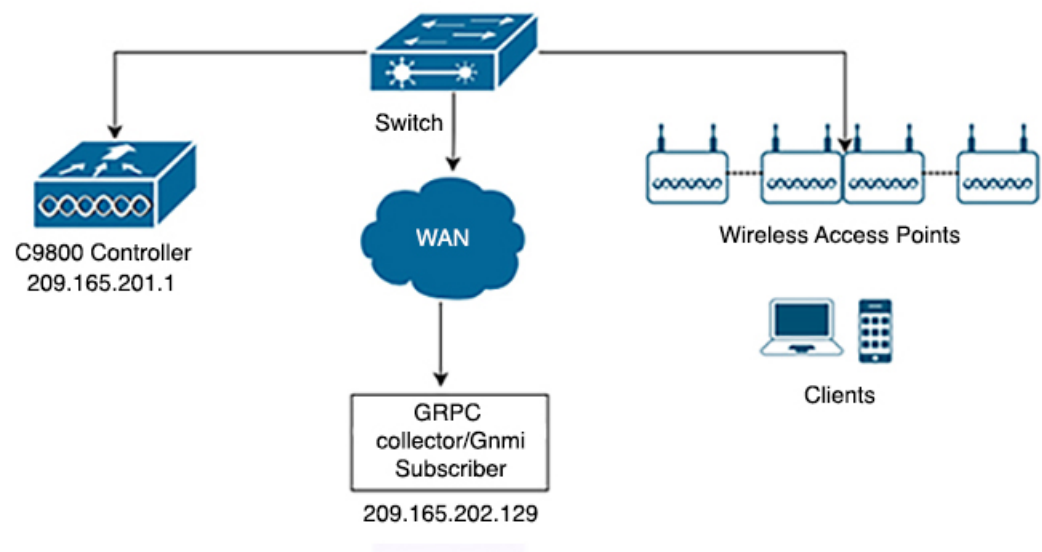 Switch
WAN
C9800 Controller
209.165.201.1
Wireless Access Points
Clients
GRPC
collector/Gnmi
Subscriber
209.165.202.129